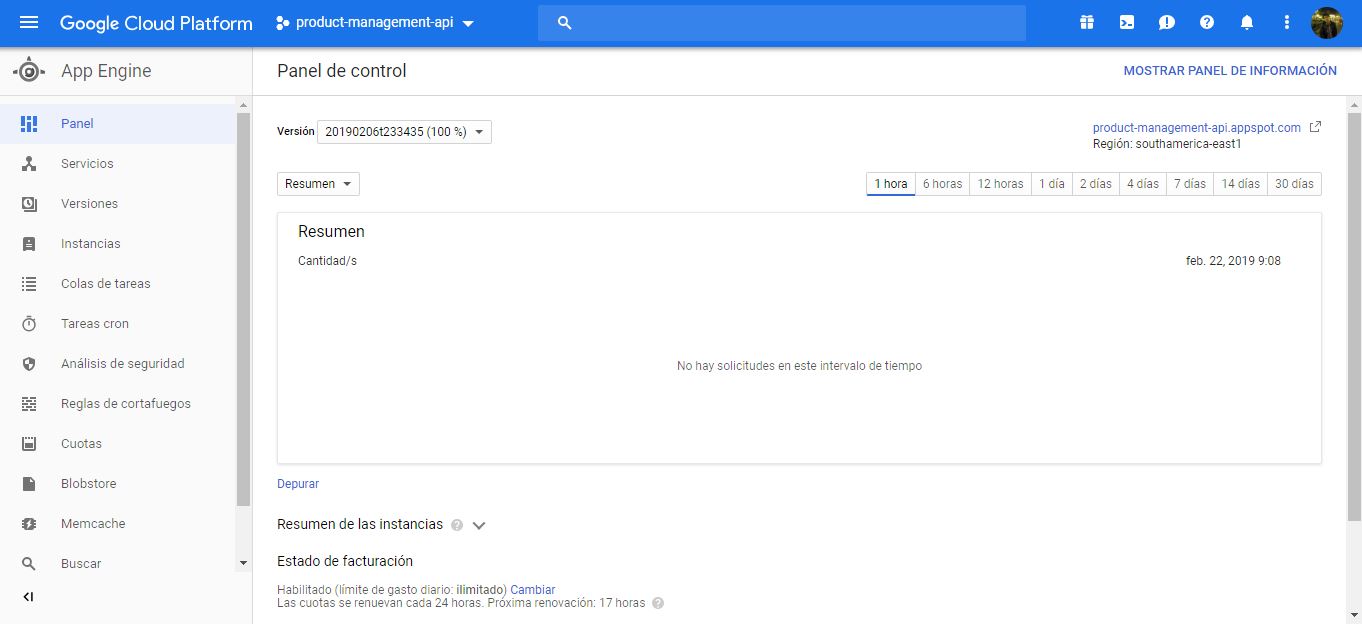 Google Cloud Platform
product-management-api
App Engine
Panel de control
MOSTRAR PANEL DE INFORMACIÓN
Panel
Servicios
Versiones
Instancias
Colas de tareas
Tareas cron
Análisis de seguridad
Reglas de cortafuegos
Cuotas
Blobstore
Memcache
Buscar
Versión 20190206t233435 (100 %)
product-management-api.appspot.com
Región: southamerica-east1
Resumen
1 hora 6 horas 12 horas 1 día 2 días 4 días 7 días 14 días 30 días
Resumen
Cantidad/s
feb. 22, 2019 9:08
No hay solicitudes en este intervalo de tiempo
Depurar
Resumen de las instancias
Estado de facturación
Habilitado (límite de gasto diario: ilimitado) Cambiar
Las cuotas se renuevan cada 24 horas. Próxima renovación: 17 horas